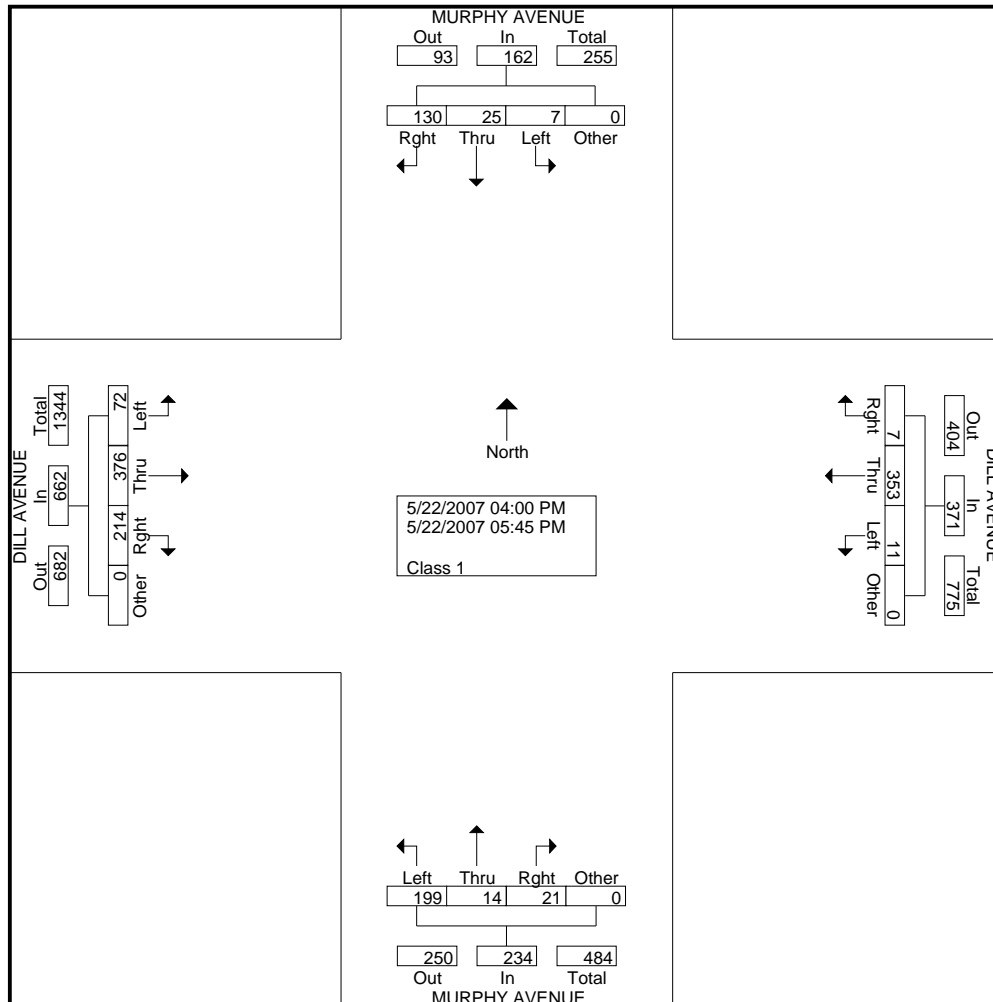 MURPHY AVENUE
Out In Total
93 162 255
130 25 7 0
Rght Thru Left Other
DILL AVENUE
Total In Out
1344 662 682
72 376 214 0
Left Thru Rght Other
North
5/22/2007 04:00 PM
5/22/2007 05:45 PM
Class 1
Rght Thru Left Other
7 353 11 0
Out In Total
404 371 775
DILL AVENUE
Left Thru Rght Other
199 14 21 0
250 234 484
Out In Total
MURPHY AVENUE